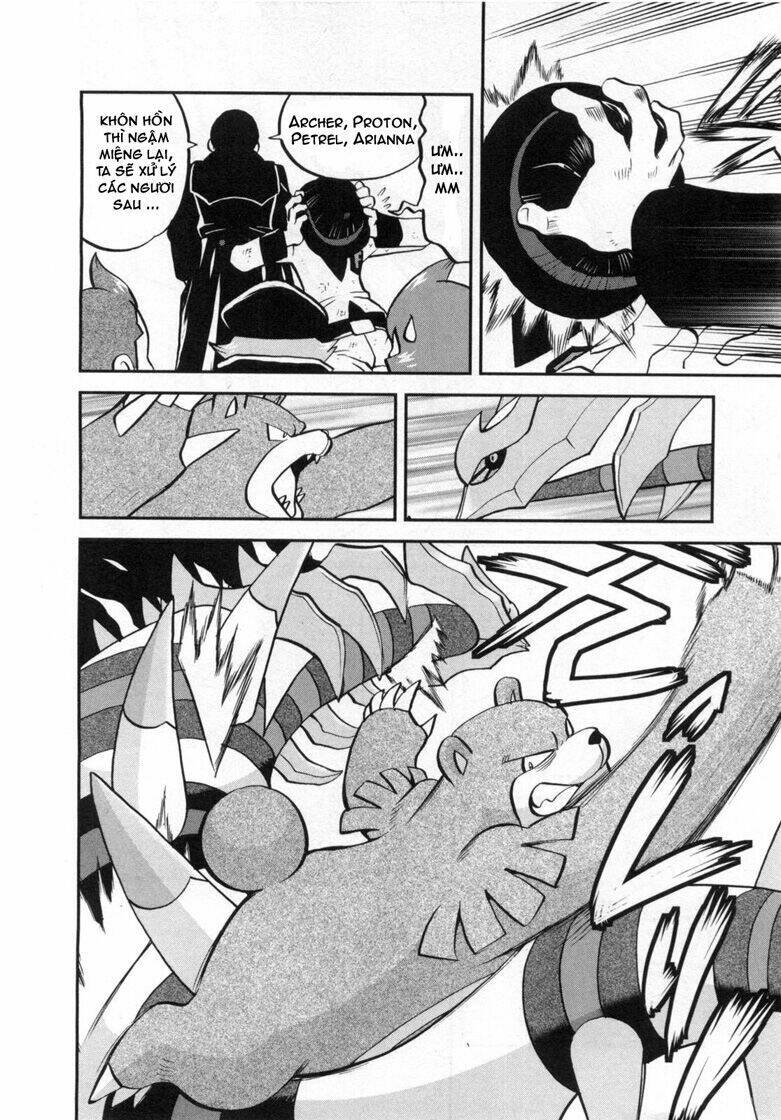 Archer, Proton,
Petrel, Arianna
ưm..
ưm..
mm
khôn hồn
thì ngậm
miệng lại,
ta sẽ xử lý
các ngươi
sau ...